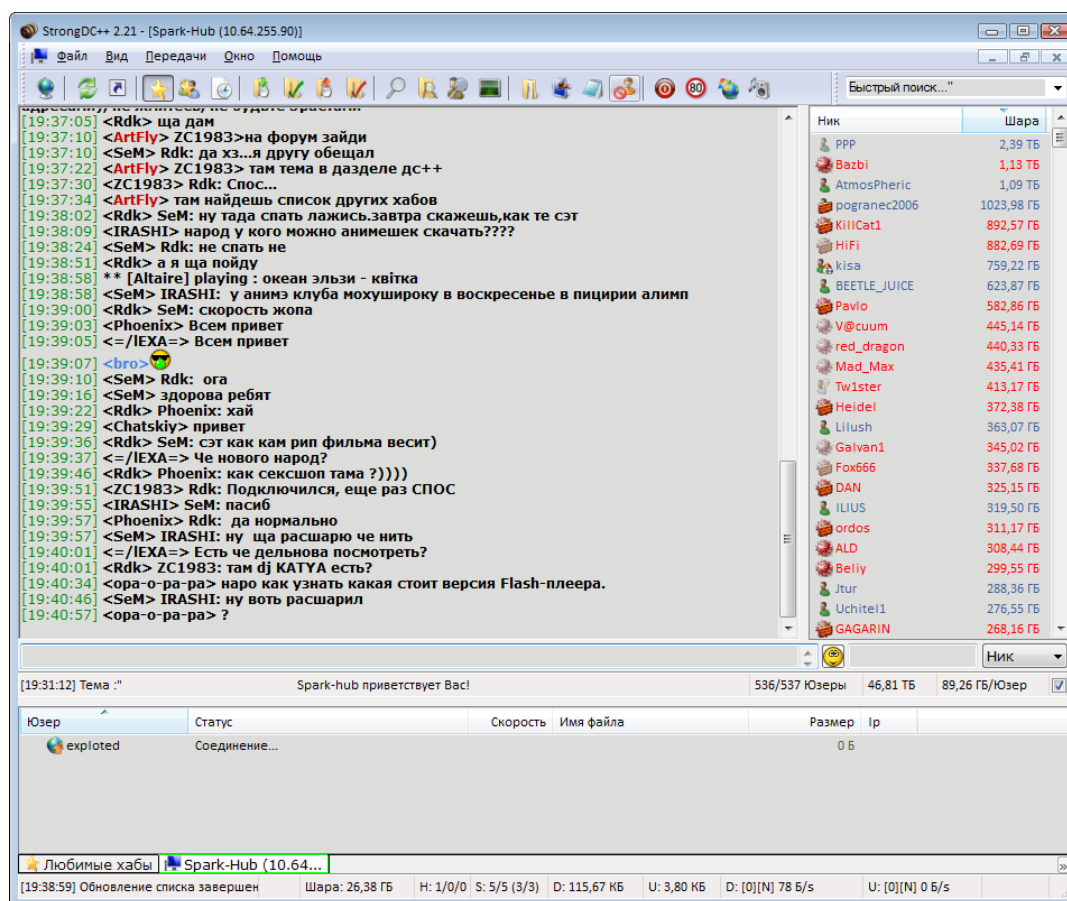 StrongDC++ 2.21 - [Spark-Hub (10.64.255.90)]
Файл Вид Передачи Окно Помощь
80 Быстрый поиск..."
[19:37:05] <Rdk> ща дам
[19:37:10] <ArtFly> ZC1983>на форум зайди
[19:37:10] <SeM> Rdk: да хз...я другу обещал
[19:37:22] <ArtFly> ZC1983> там тема в дазделе дс++
[19:37:30] <ZC1983> Rdk: Спос...
[19:37:34] <ArtFly> там найдешь список других хабов
[19:38:02] <Rdk> SeM: ну тада спать лажись.завтра скажешь,как те сэт
[19:38:09] <IRASHI> народ у кого можно анимешек скачать????
[19:38:24] <SeM> Rdk: не спать не
[19:38:51] <Rdk> а я ща пойду
[19:38:58] ** [Altaire] playing : океан эльзи - квітка
[19:38:58] <SeM> IRASHI: у анимэ клуба мохушироку в воскресенье в пицирии алимп
[19:39:00] <Rdk> SeM: скорость жопа
[19:39:03] <Phoenix> Всем привет
[19:39:05] <=/lEXA=> Всем привет
[19:39:07] <bro>
[19:39:10] <SeM> Rdk: ога
[19:39:16] <SeM> здорова ребят
[19:39:22] <Rdk> Phoenix: хай
[19:39:29] <Chatskiy> привет
[19:39:36] <Rdk> SeM: сэт как кам рип фильма весит)
[19:39:37] <=/lEXA=> Че нового народ?
[19:39:46] <Rdk> Phoenix: как сексшоп тама ?))))
[19:39:51] <ZC1983> Rdk: Подключился, еще раз СПОС
[19:39:55] <IRASHI> SeM: пасиб
[19:39:57] <Phoenix> Rdk: да нормально
[19:39:57] <SeM> IRASHI: ну ща расшарю че нить
[19:40:01] <=/lEXA=> Есть че дельнова посмотреть?
[19:40:01] <Rdk> ZC1983: там dj KATYA есть?
[19:40:34] <опа-о-ра-ра> наро как узнать какая стоит версия Flash-плеера.
[19:40:46] <SeM> IRASHI: ну воть расшарил
[19:40:57] <опа-о-ра-ра> ?
Ник Шара
PPP 2,39 ТБ
Bazbi 1,13 ТБ
AtmosPheric 1,09 ТБ
pogranec2006 1023,98 ГБ
KillCat1 892,57 ГБ
HiFi 882,69 ГБ
kisa 759,22 ГБ
BEETLE_JUICE 623,87 ГБ
Pavlo 582,86 ГБ
V@cuum 445,14 ГБ
red_dragon 440,33 ГБ
Mad_Max 435,41 ГБ
Tw1ster 413,17 ГБ
Heidel 372,38 ГБ
Lilush 363,07 ГБ
Galvan1 345,02 ГБ
Fox666 337,68 ГБ
DAN 325,15 ГБ
ILIUS 319,50 ГБ
ordos 311,17 ГБ
ALD 308,44 ГБ
Beliy 299,55 ГБ
Jtur 288,36 ГБ
Uchitel1 276,55 ГБ
GAGARIN 268,16 ГБ
Ник
[19:31:12] Тема :" Spark-hub приветствует Вас! 536/537 Юзеры 46,81 ТБ 89,26 ГБ/Юзер
Юзер Статус Скорость Имя файла Размер Ip
exploted Соединение... 0 Б
Любимые хабы Spark-Hub (10.64...
[19:38:59] Обновление списка завершен Шара: 26,38 ГБ H: 1/0/0 S: 5/5 (3/3) D: 115,67 КБ U: 3,80 КБ D: [0][N] 78 Б/s U: [0][N] 0 Б/s